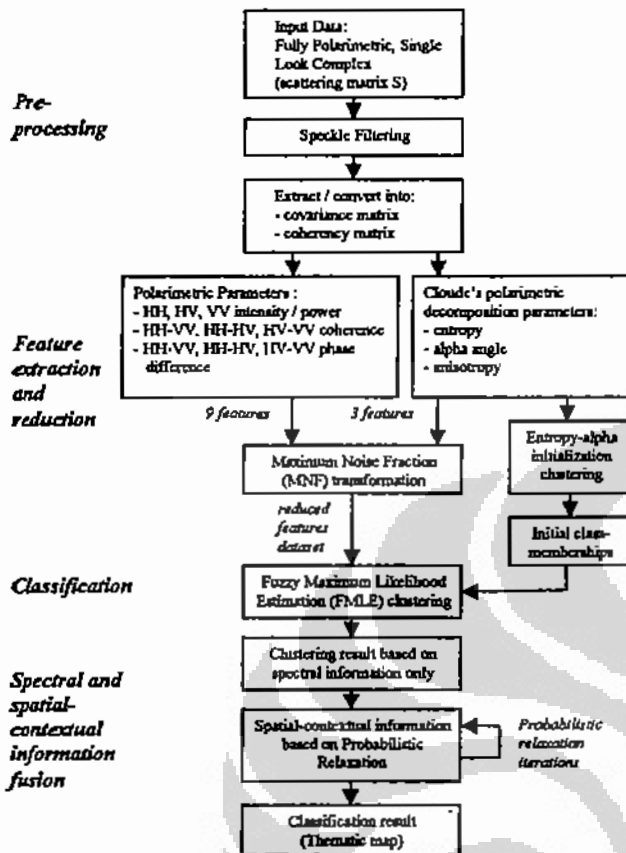 Input Data:
Fully Polarimetric, Single
Look Complex
(scattering matrix S)
Pre-
processing
Speckle Filtering
Extract / convert into:
- covariance matrix
- coherency matrix
Polarimetric Parameters :
- HH, HV, VV intensity / power
- HH-VV, HH-HV, HV-VV coherence
- HH-VV, HH-HV, HV-VV phase
difference
Cloude's polarimetric
decomposition parameters:
- entropy
- alpha angle
- anisotropy
Feature
extraction
and
reduction
9 features
3 features
Maximum Noise Fraction
(MNF) transformation
Entropy-alpha
initialization
clustering
reduced
features
dataset
Initial class-
memberships
Classification
Fuzzy Maximum Likelihood
Estimation (FMLE) clustering
Clustering result based on
spectral information only
Spectral and
spatial-
contextual
information
fusion
Spatial-contextual information
based on Probabilistic
Relaxation
Probabilistic
relaxation
iterations
Classification result
(Thematic map)